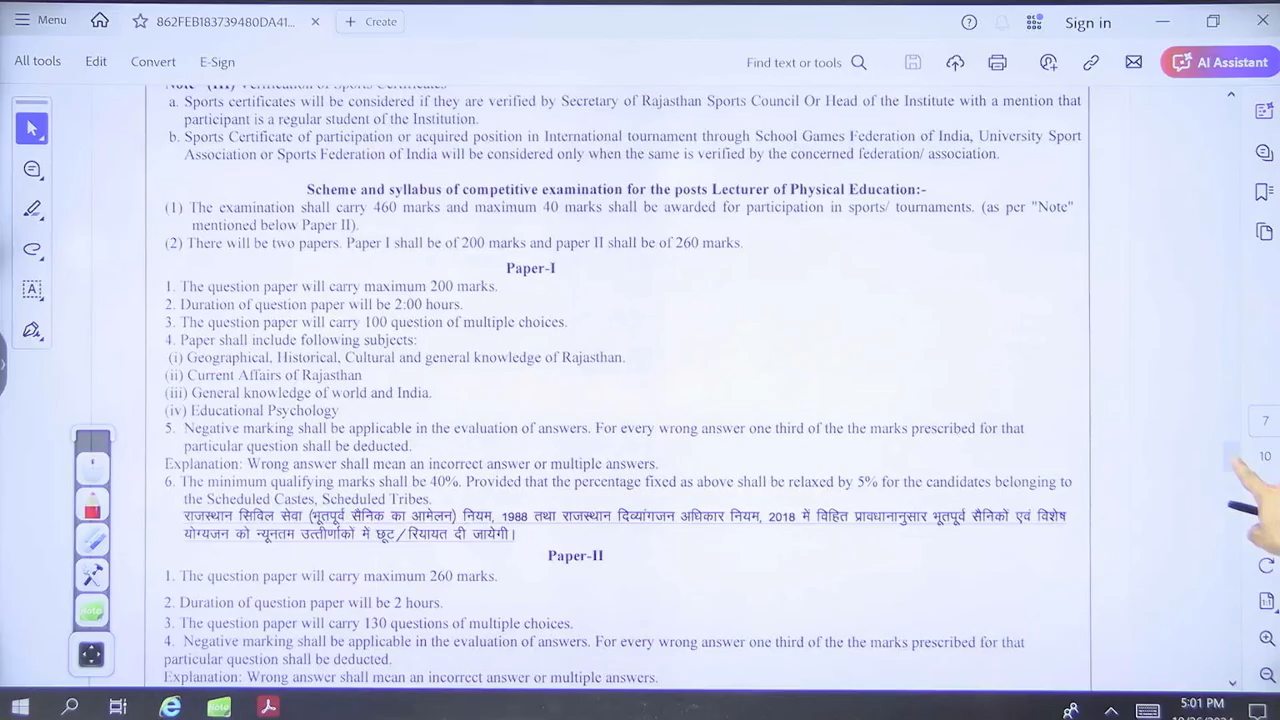 Menu
862FEB183739480DA41...
Create
Sign in
All tools
Edit
Convert
E-Sign
Find text or tools
AI Assistant
Note (III) Verification of Sports Certificates
a. Sports certificates will be considered if they are verified by Secretary of Rajasthan Sports Council Or Head of the Institute with a mention that
participant is a regular student of the Institution.
b. Sports Certificate of participation or acquired position in International tournament through School Games Federation of India, University Sport
Association or Sports Federation of India will be considered only when the same is verified by the concerned federation/ association.
Scheme and syllabus of competitive examination for the posts Lecturer of Physical Education:-
(1) The examination shall carry 460 marks and maximum 40 marks shall be awarded for participation in sports/ tournaments. (as per "Note"
mentioned below Paper II).
(2) There will be two papers. Paper I shall be of 200 marks and paper II shall be of 260 marks.
Paper-I
1. The question paper will carry maximum 200 marks.
2. Duration of question paper will be 2:00 hours.
3. The question paper will carry 100 question of multiple choices.
4. Paper shall include following subjects:
(i) Geographical, Historical, Cultural and general knowledge of Rajasthan.
(ii) Current Affairs of Rajasthan
(iii) General knowledge of world and India.
(iv) Educational Psychology
5. Negative marking shall be applicable in the evaluation of answers. For every wrong answer one third of the the marks prescribed for that
particular question shall be deducted.
Explanation: Wrong answer shall mean an incorrect answer or multiple answers.
6. The minimum qualifying marks shall be 40%. Provided that the percentage fixed as above shall be relaxed by 5% for the candidates belonging to
the Scheduled Castes, Scheduled Tribes.
राजस्थान सिविल सेवा (भूतपूर्व सैनिक का आमेलन) नियम, 1988 तथा राजस्थान दिव्यांगजन अधिकार नियम, 2018 में विहित प्रावधानानुसार भूतपूर्व सैनिकों एवं विशेष
योग्यजन को न्यूनतम उत्तीर्णाकों में छूट/रियायत दी जायेगी।
Paper-II
1. The question paper will carry maximum 260 marks.
2. Duration of question paper will be 2 hours.
3. The question paper will carry 130 questions of multiple choices.
4. Negative marking shall be applicable in the evaluation of answers. For every wrong answer one third of the the marks prescribed for that
particular question shall be deducted.
Explanation: Wrong answer shall mean an incorrect answer or multiple answers.
7
10
1:1
Note
Note
5:01 PM